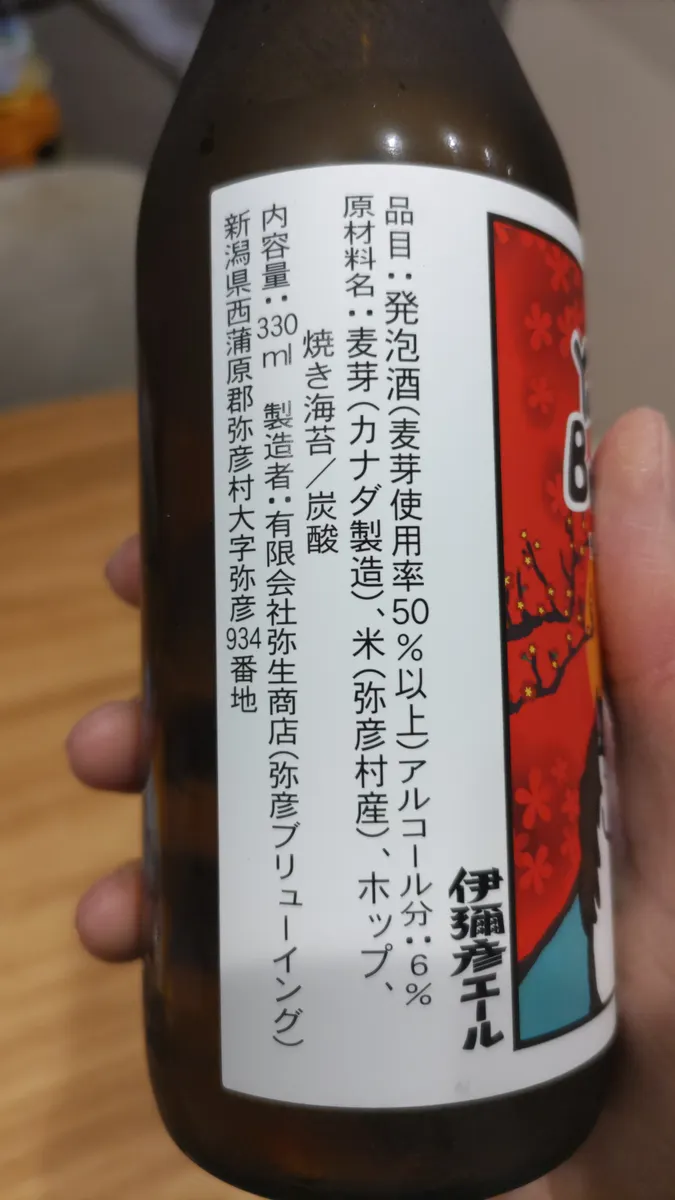 品目：発泡酒（麦芽使用率50％以上）アルコール分：6％
原材料名：麦芽（カナダ製造）、米（弥彦村産）、ホップ、
焼き海苔／炭酸
内容量：330ml　製造者：有限会社弥生商店（弥彦ブリューイング）
新潟県西蒲原郡弥彦村大字弥彦934番地
伊彌彦エール